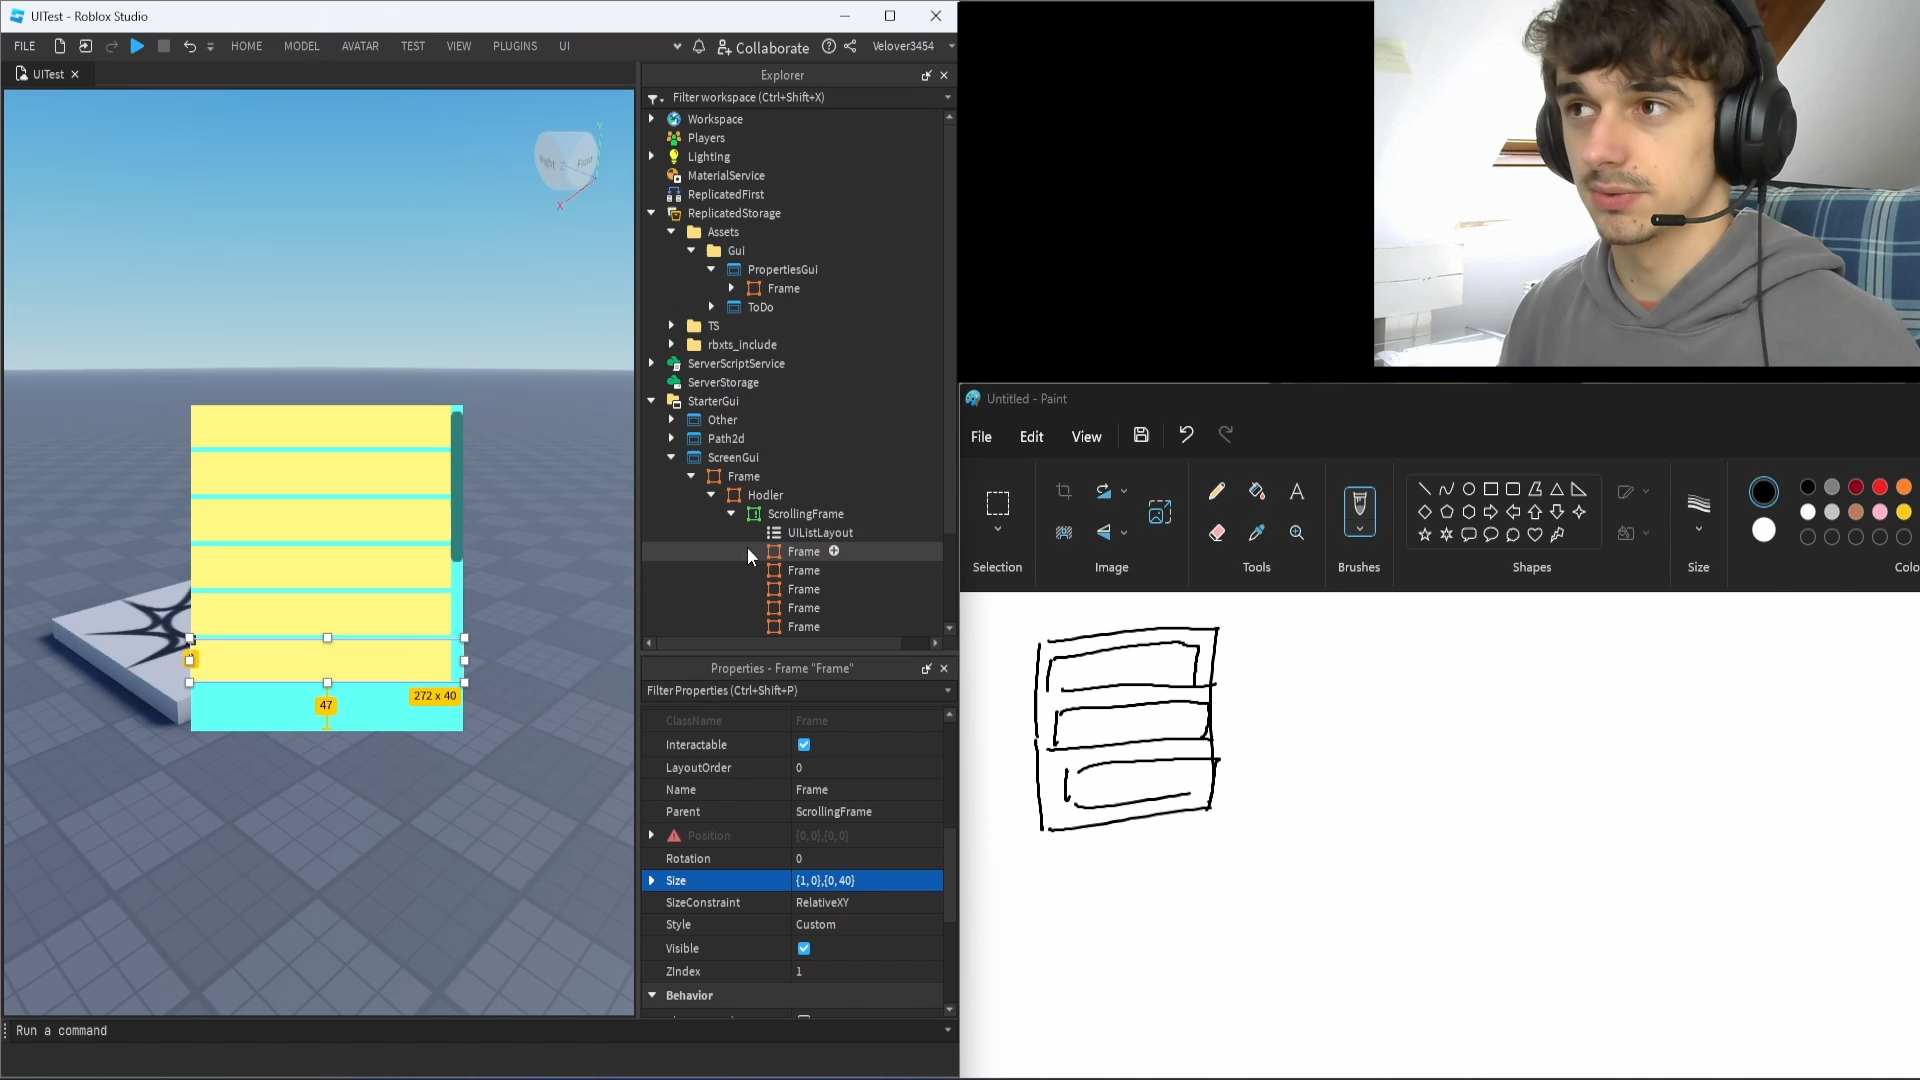 UITest - Roblox Studio
FILE HOME MODEL AVATAR TEST VIEW PLUGINS UI Collaborate Velover3454
UITest
Explorer
Filter workspace (Ctrl+Shift+X)
Workspace
Players
Lighting
MaterialService
ReplicatedFirst
ReplicatedStorage
Assets
Gui
PropertiesGui
Frame
ToDo
TS
rbxts_include
ServerScriptService
ServerStorage
StarterGui
Other
Path2d
ScreenGui
Frame
Hodler
ScrollingFrame
UIListLayout
Frame
Frame
Frame
Frame
Frame
Right Z Front
Y
X
272 x 40
47
Properties - Frame "Frame"
Filter Properties (Ctrl+Shift+P)
ClassName Frame
Interactable
LayoutOrder 0
Name Frame
Parent ScrollingFrame
Position {0, 0},{0, 0}
Rotation 0
Size {1, 0},{0, 40}
SizeConstraint RelativeXY
Style Custom
Visible
ZIndex 1
Behavior
Run a command
Untitled - Paint
File Edit View
Selection Image Tools Brushes Shapes Size Colo